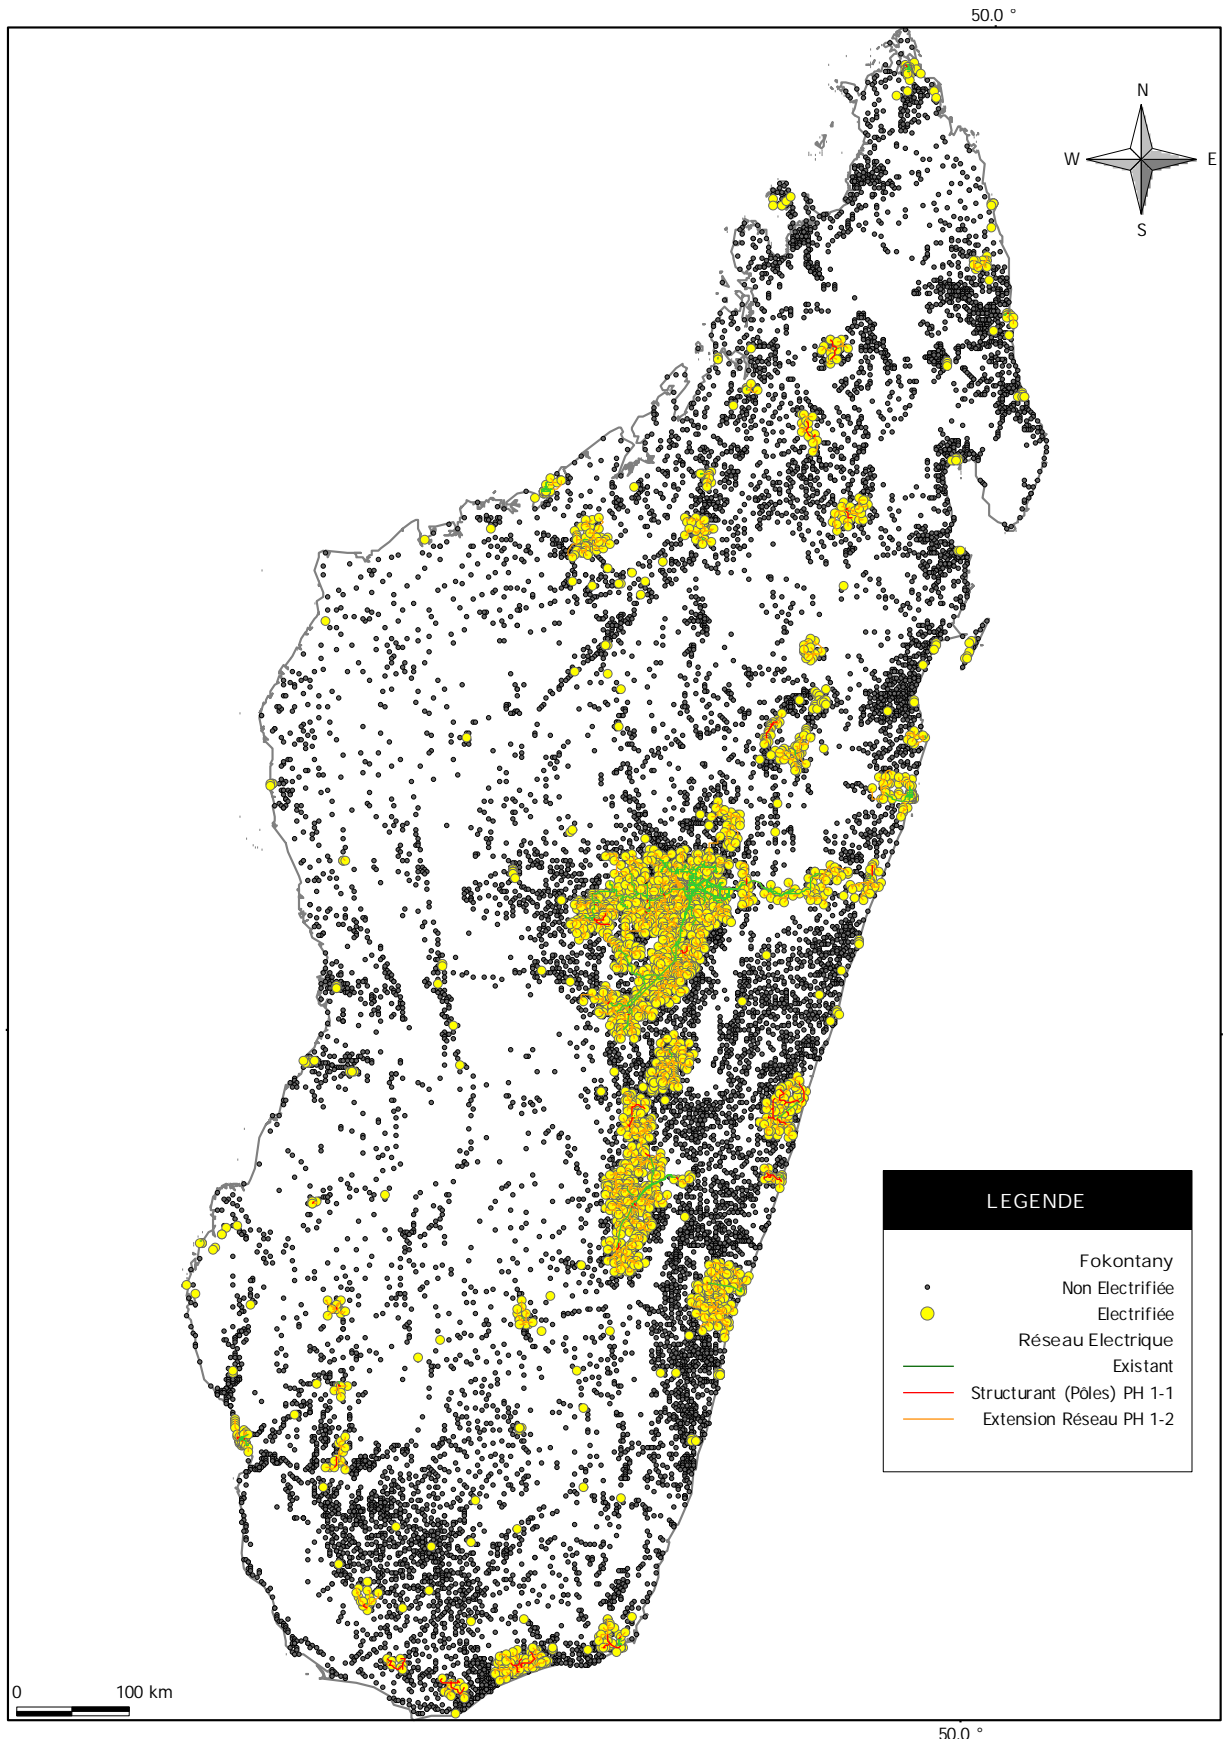 50.0 °
N
W
E
S
LEGENDE
Fokontany
Non Electrifiée
Electrifiée
Réseau Electrique
Existant
Structurant (Pôles) PH 1-1
Extension Réseau PH 1-2
0
100 km
50.0 °